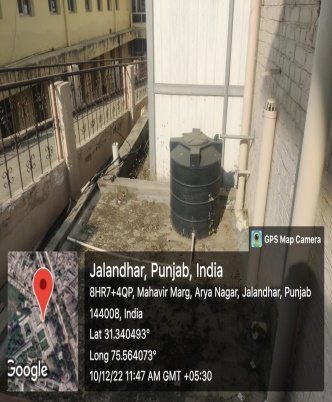 GPS Map Camera
Jalandhar, Punjab, India
8HR7+4QP, Mahavir Marg, Arya Nagar, Jalandhar, Punjab
144008, India
Lat 31.340493°
Long 75.564073°
10/12/22 11:47 AM GMT +05:30
Google